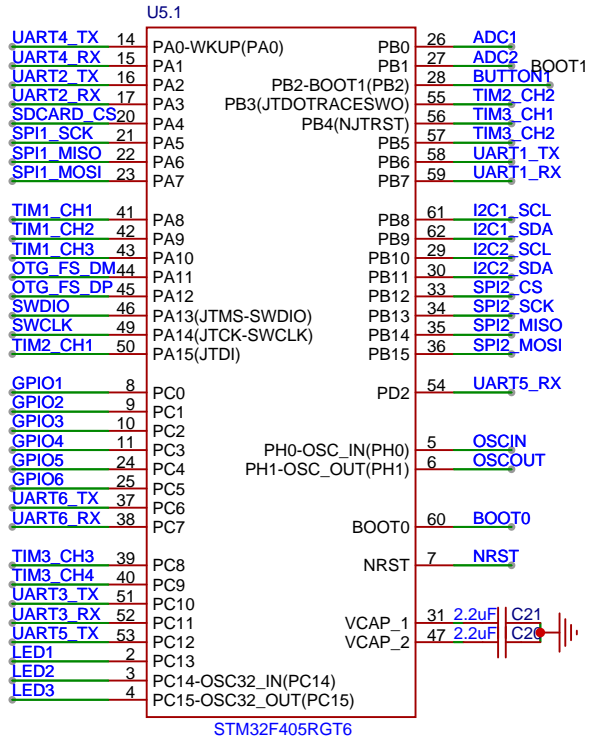 U5.1
UART4_TX 14 PA0-WKUP(PA0) PB0 26 ADC1
UART4_RX 15 PA1 PB1 27 ADC2 BOOT1
UART2_TX 16 PA2 PB2-BOOT1(PB2) 28 BUTTON1
UART2_RX 17 PA3 PB3(JTDOTRACESWO) 55 TIM2_CH2
SDCARD_CS 20 PA4 PB4(NJTRST) 56 TIM3_CH1
SPI1_SCK 21 PA5 PB5 57 TIM3_CH2
SPI1_MISO 22 PA6 PB6 58 UART1_TX
SPI1_MOSI 23 PA7 PB7 59 UART1_RX
TIM1_CH1 41 PA8 PB8 61 I2C1_SCL
TIM1_CH2 42 PA9 PB9 62 I2C1_SDA
TIM1_CH3 43 PA10 PB10 29 I2C2_SCL
OTG_FS_DM 44 PA11 PB11 30 I2C2_SDA
OTG_FS_DP 45 PA12 PB12 33 SPI2_CS
SWDIO 46 PA13(JTMS-SWDIO) PB13 34 SPI2_SCK
SWCLK 49 PA14(JTCK-SWCLK) PB14 35 SPI2_MISO
TIM2_CH1 50 PA15(JTDI) PB15 36 SPI2_MOSI
GPIO1 8 PC0 PD2 54 UART5_RX
GPIO2 9 PC1
GPIO3 10 PC2
GPIO4 11 PC3 PH0-OSC_IN(PH0) 5 OSCIN
GPIO5 24 PC4 PH1-OSC_OUT(PH1) 6 OSCOUT
GPIO6 25 PC5
UART6_TX 37 PC6
UART6_RX 38 PC7 BOOT0 60 BOOT0
TIM3_CH3 39 PC8 NRST 7 NRST
TIM3_CH4 40 PC9
UART3_TX 51 PC10
UART3_RX 52 PC11 VCAP_1 31 2.2uF C21
UART5_TX 53 PC12 VCAP_2 47 2.2uF C20
LED1 2 PC13
LED2 3 PC14-OSC32_IN(PC14)
LED3 4 PC15-OSC32_OUT(PC15)
STM32F405RGT6